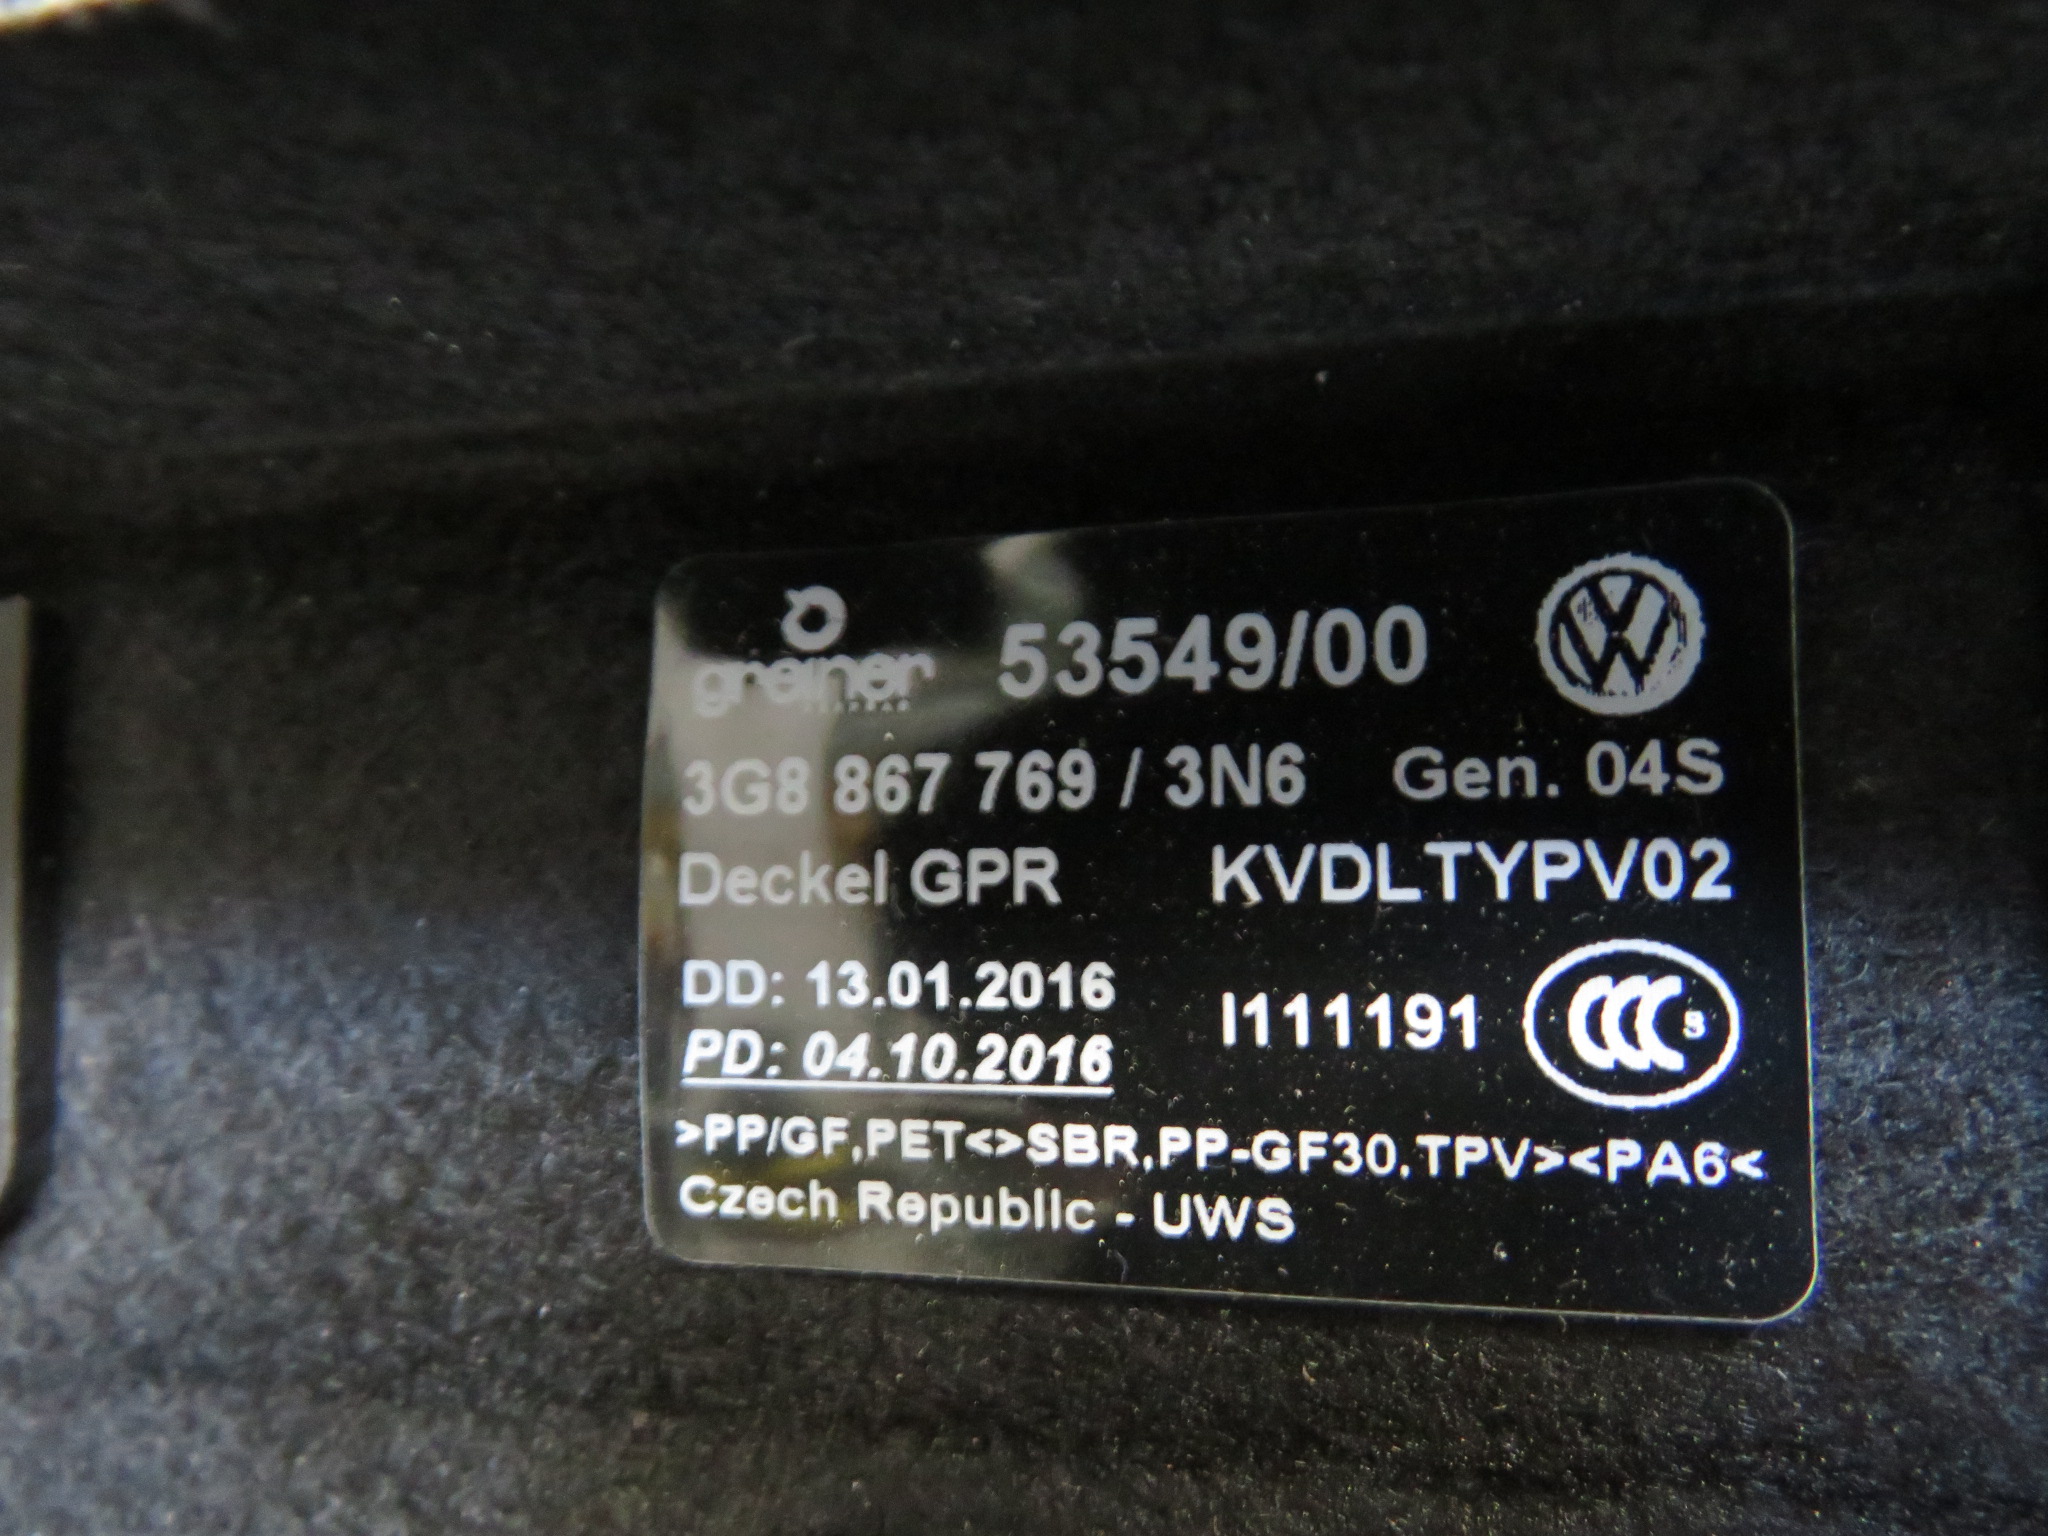 greiner 53549/00
3G8 867 769 / 3N6 Gen. 04S
Deckel GPR KVDLTYPV02
DD: 13.01.2016
I111191 CCC S
PD: 04.10.2016
>PP/GF,PET<>SBR,PP-GF30,TPV><PA6<
Czech Republic - UWS